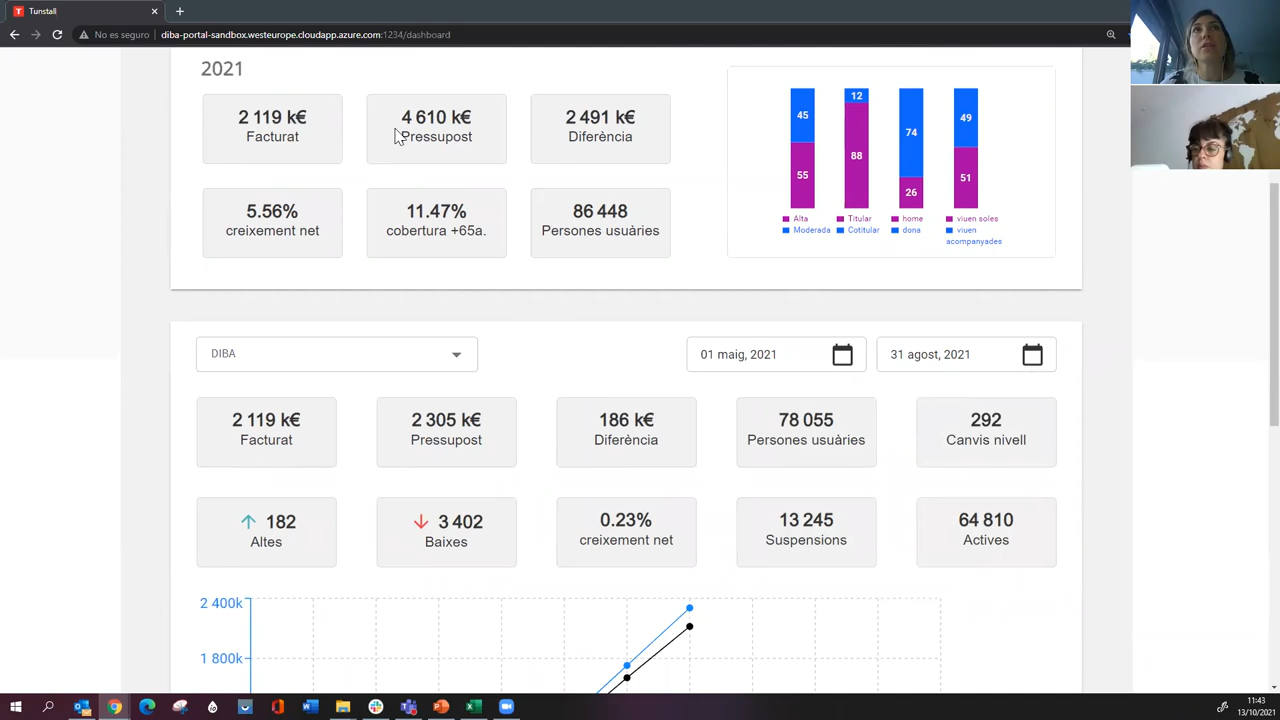 Tunstall
No es seguro
diba-portal-sandbox.westeurope.cloudapp.azure.com:1234/dashboard
2021
2 119 k€
Facturat
4 610 k€
Pressupost
2 491 k€
Diferència
5.56%
creixement net
11.47%
cobertura +65a.
86 448
Persones usuàries
45
55
12
88
74
26
49
51
Alta
Moderada
Titular
Cotitular
home
dona
viuen soles
viuen
acompanyades
DIBA
01 maig, 2021
31 agost, 2021
2 119 k€
Facturat
2 305 k€
Pressupost
186 k€
Diferència
78 055
Persones usuàries
292
Canvis nivell
182
Altes
3 402
Baixes
0.23%
creixement net
13 245
Suspensions
64 810
Actives
2 400k
1 800k
11:43
13/10/2021